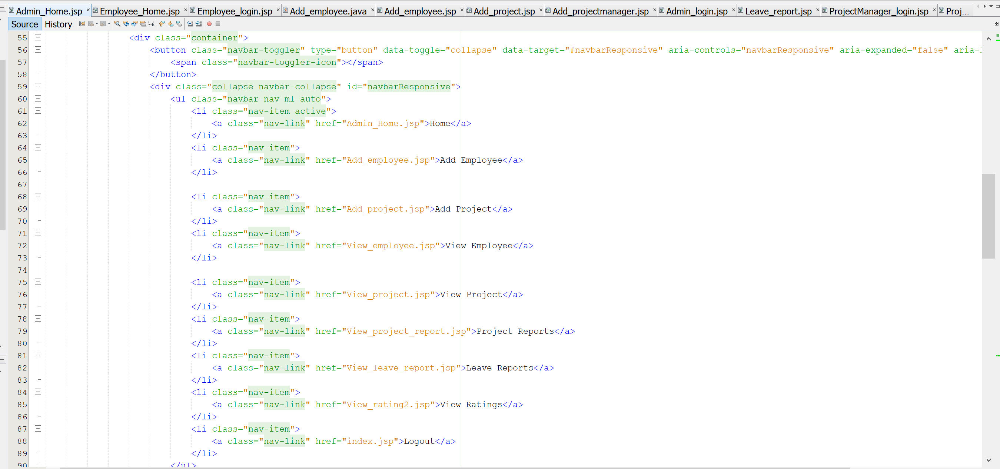 Admin_Home.jsp Employee_Home.jsp Employee_login.jsp Add_employee.java Add_employee.jsp Add_project.jsp Add_projectmanager.jsp Admin_login.jsp Leave_report.jsp ProjectManager_login.jsp Proj...
Source History
55 <div class="container">
56 <button class="navbar-toggler" type="button" data-toggle="collapse" data-target="#navbarResponsive" aria-controls="navbarResponsive" aria-expanded="false" aria-
57 <span class="navbar-toggler-icon"></span>
58 </button>
59 <div class="collapse navbar-collapse" id="navbarResponsive">
60 <ul class="navbar-nav ml-auto">
61 <li class="nav-item active">
62 <a class="nav-link" href="Admin_Home.jsp">Home</a>
63 </li>
64 <li class="nav-item">
65 <a class="nav-link" href="Add_employee.jsp">Add Employee</a>
66 </li>
67
68 <li class="nav-item">
69 <a class="nav-link" href="Add_project.jsp">Add Project</a>
70 </li>
71 <li class="nav-item">
72 <a class="nav-link" href="View_employee.jsp">View Employee</a>
73 </li>
74
75 <li class="nav-item">
76 <a class="nav-link" href="View_project.jsp">View Project</a>
77 </li>
78 <li class="nav-item">
79 <a class="nav-link" href="View_project_report.jsp">Project Reports</a>
80 </li>
81 <li class="nav-item">
82 <a class="nav-link" href="View_leave_report.jsp">Leave Reports</a>
83 </li>
84 <li class="nav-item">
85 <a class="nav-link" href="View_rating2.jsp">View Ratings</a>
86 </li>
87 <li class="nav-item">
88 <a class="nav-link" href="index.jsp">Logout</a>
89 </li>
90 </ul>